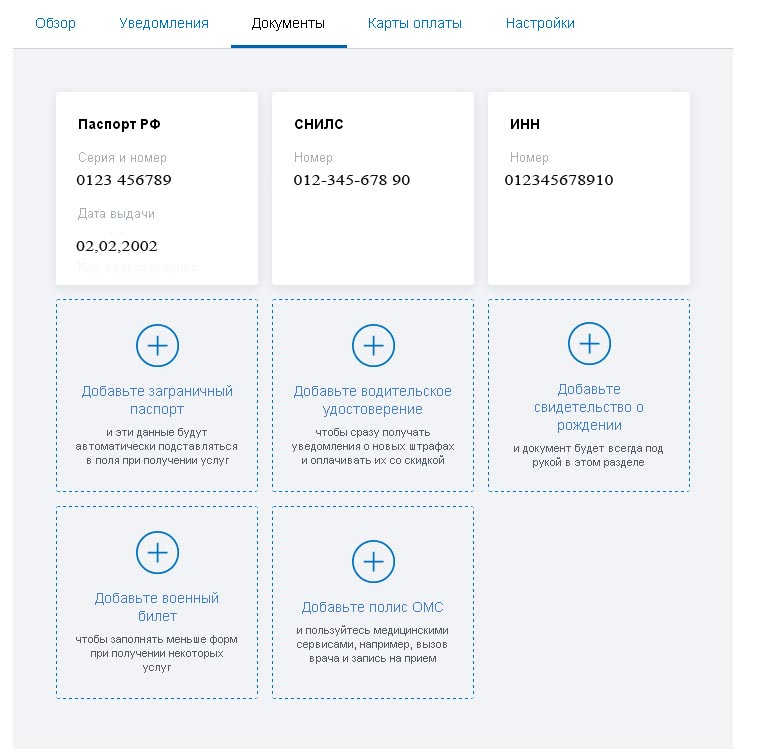 Обзор Уведомления Документы Карты оплаты Настройки
Паспорт РФ
Серия и номер
0123 456789
Дата выдачи
02,02,2002
Код подразделения
СНИЛС
Номер
012-345-678 90
ИНН
Номер
012345678910
Добавьте заграничный
паспорт
и эти данные будут
автоматически подставляться
в поля при получении услуг
Добавьте водительское
удостоверение
чтобы сразу получать
уведомления о новых штрафах
и оплачивать их со скидкой
Добавьте
свидетельство о
рождении
и документ будет всегда под
рукой в этом разделе
Добавьте военный
билет
чтобы заполнять меньше форм
при получении некоторых
услуг
Добавьте полис ОМС
и пользуйтесь медицинскими
сервисами, например, вызов
врача и запись на прием